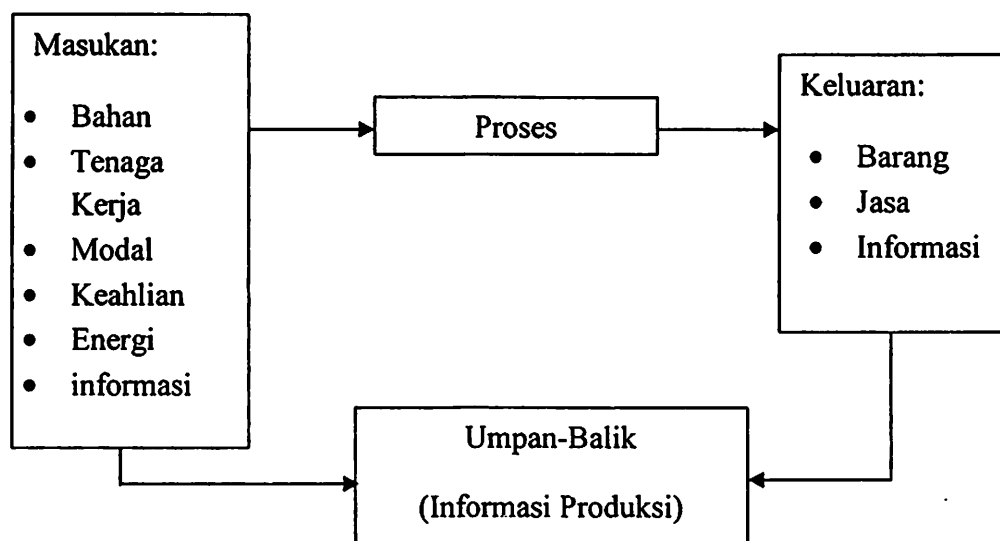 Masukan:
• Bahan
• Tenaga
Kerja
• Modal
• Keahlian
• Energi
• informasi
Proses
Keluaran:
• Barang
• Jasa
• Informasi
Umpan-Balik
(Informasi Produksi)